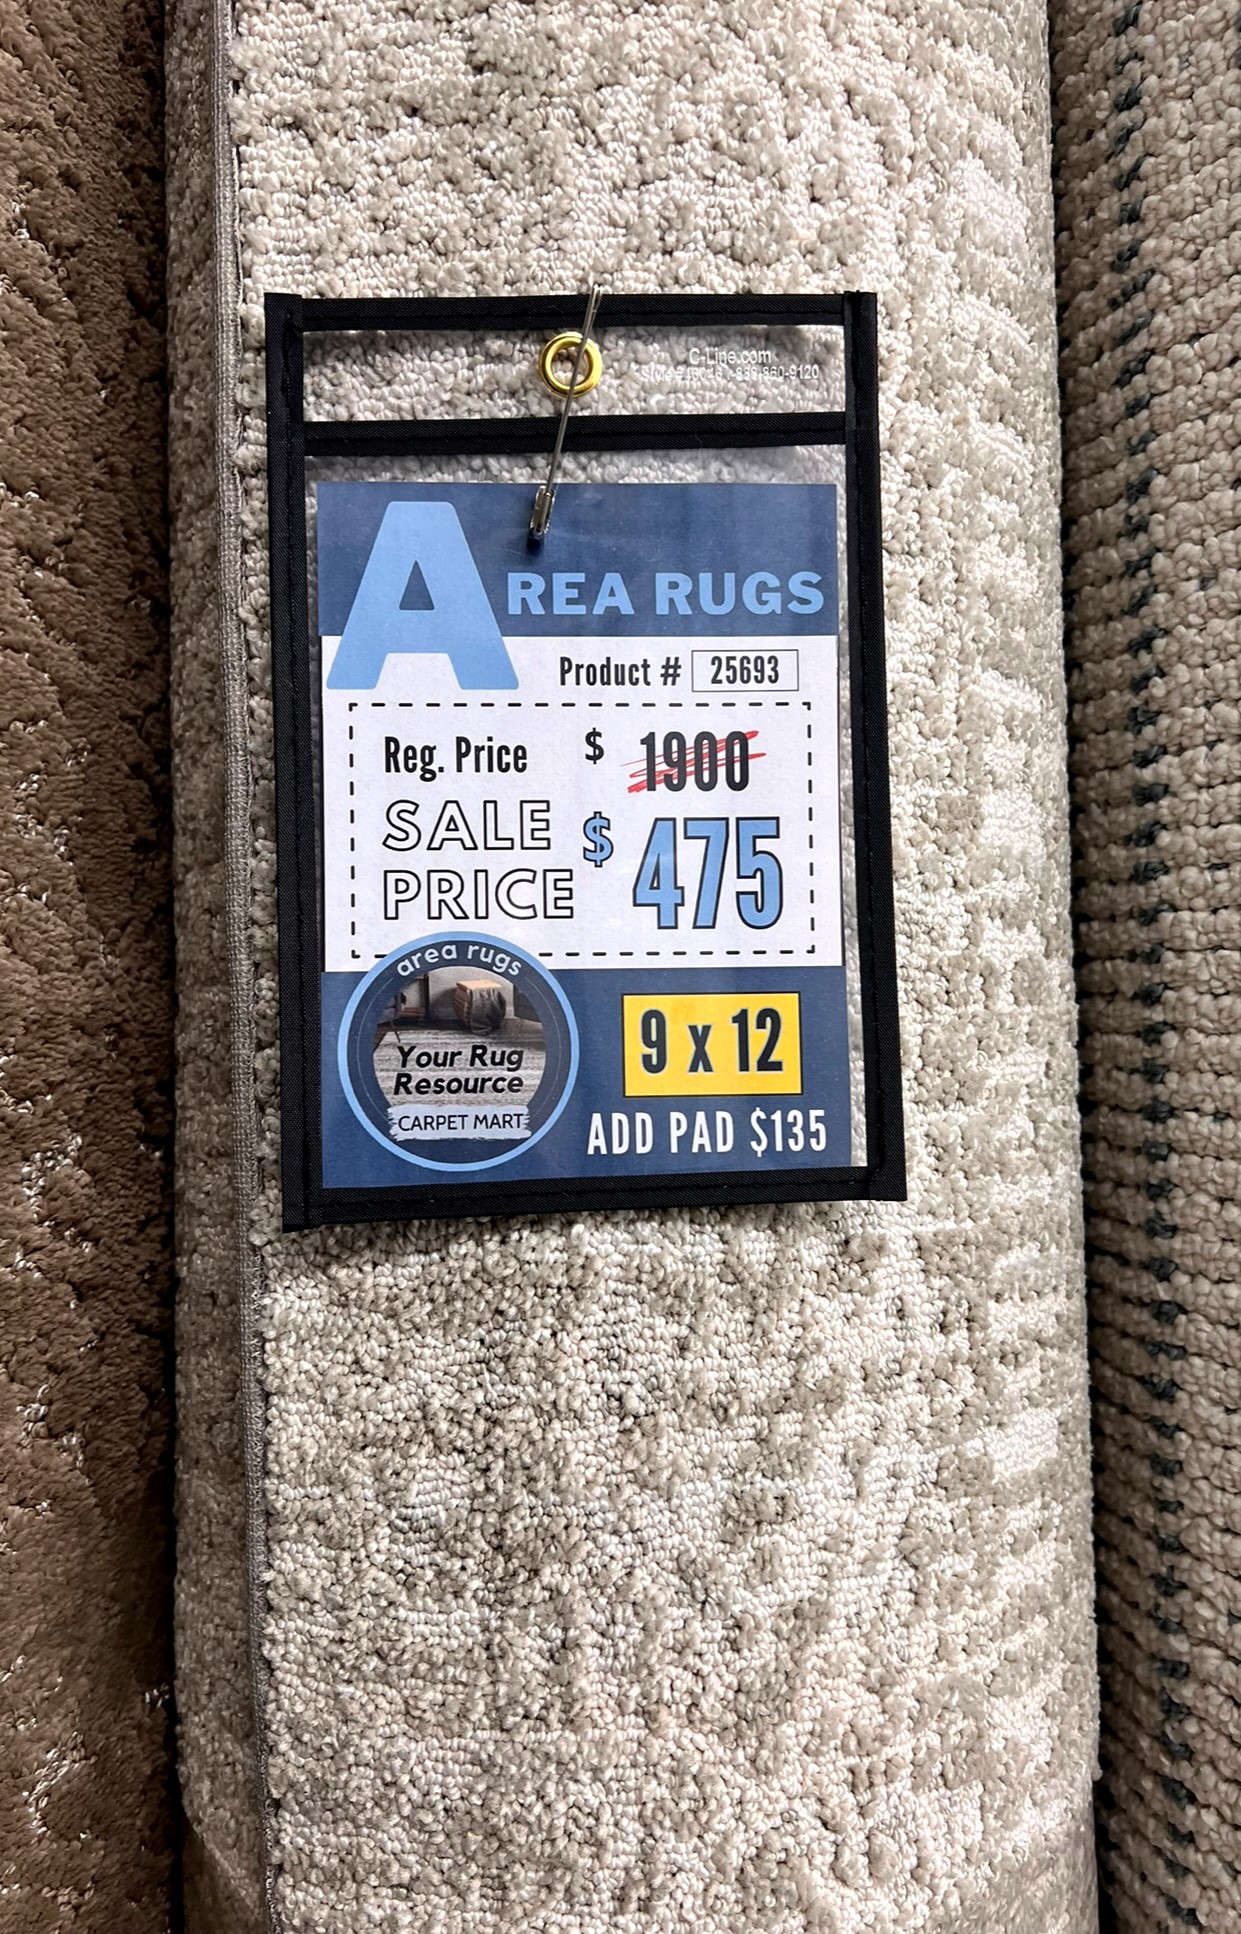 C-Line.com
AREA RUGS
Product # 25693
Reg. Price $ 1900
SALE
PRICE $ 475
area rugs
Your Rug
Resource
CARPET MART
9 x 12
ADD PAD $135